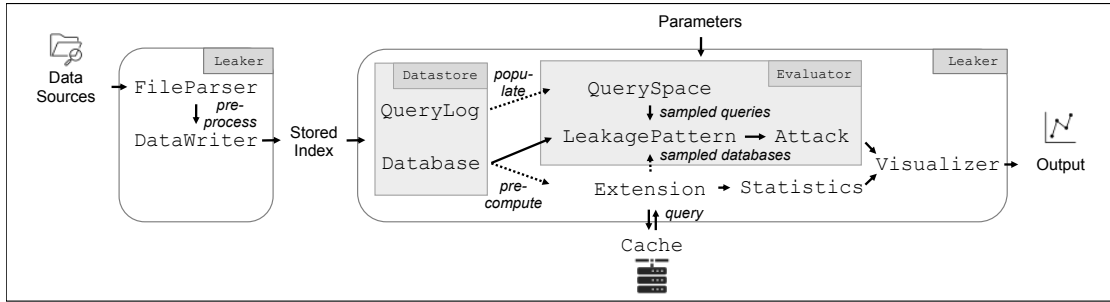 Parameters
Leaker
Data
Sources
FileParser
pre-
process
DataWriter
Stored
Index
Leaker
Datastore
QueryLog
Database
popu-
late
pre-
compute
Evaluator
QuerySpace
sampled queries
LeakagePattern
Attack
sampled databases
Extension
Statistics
Visualizer
Output
query
Cache